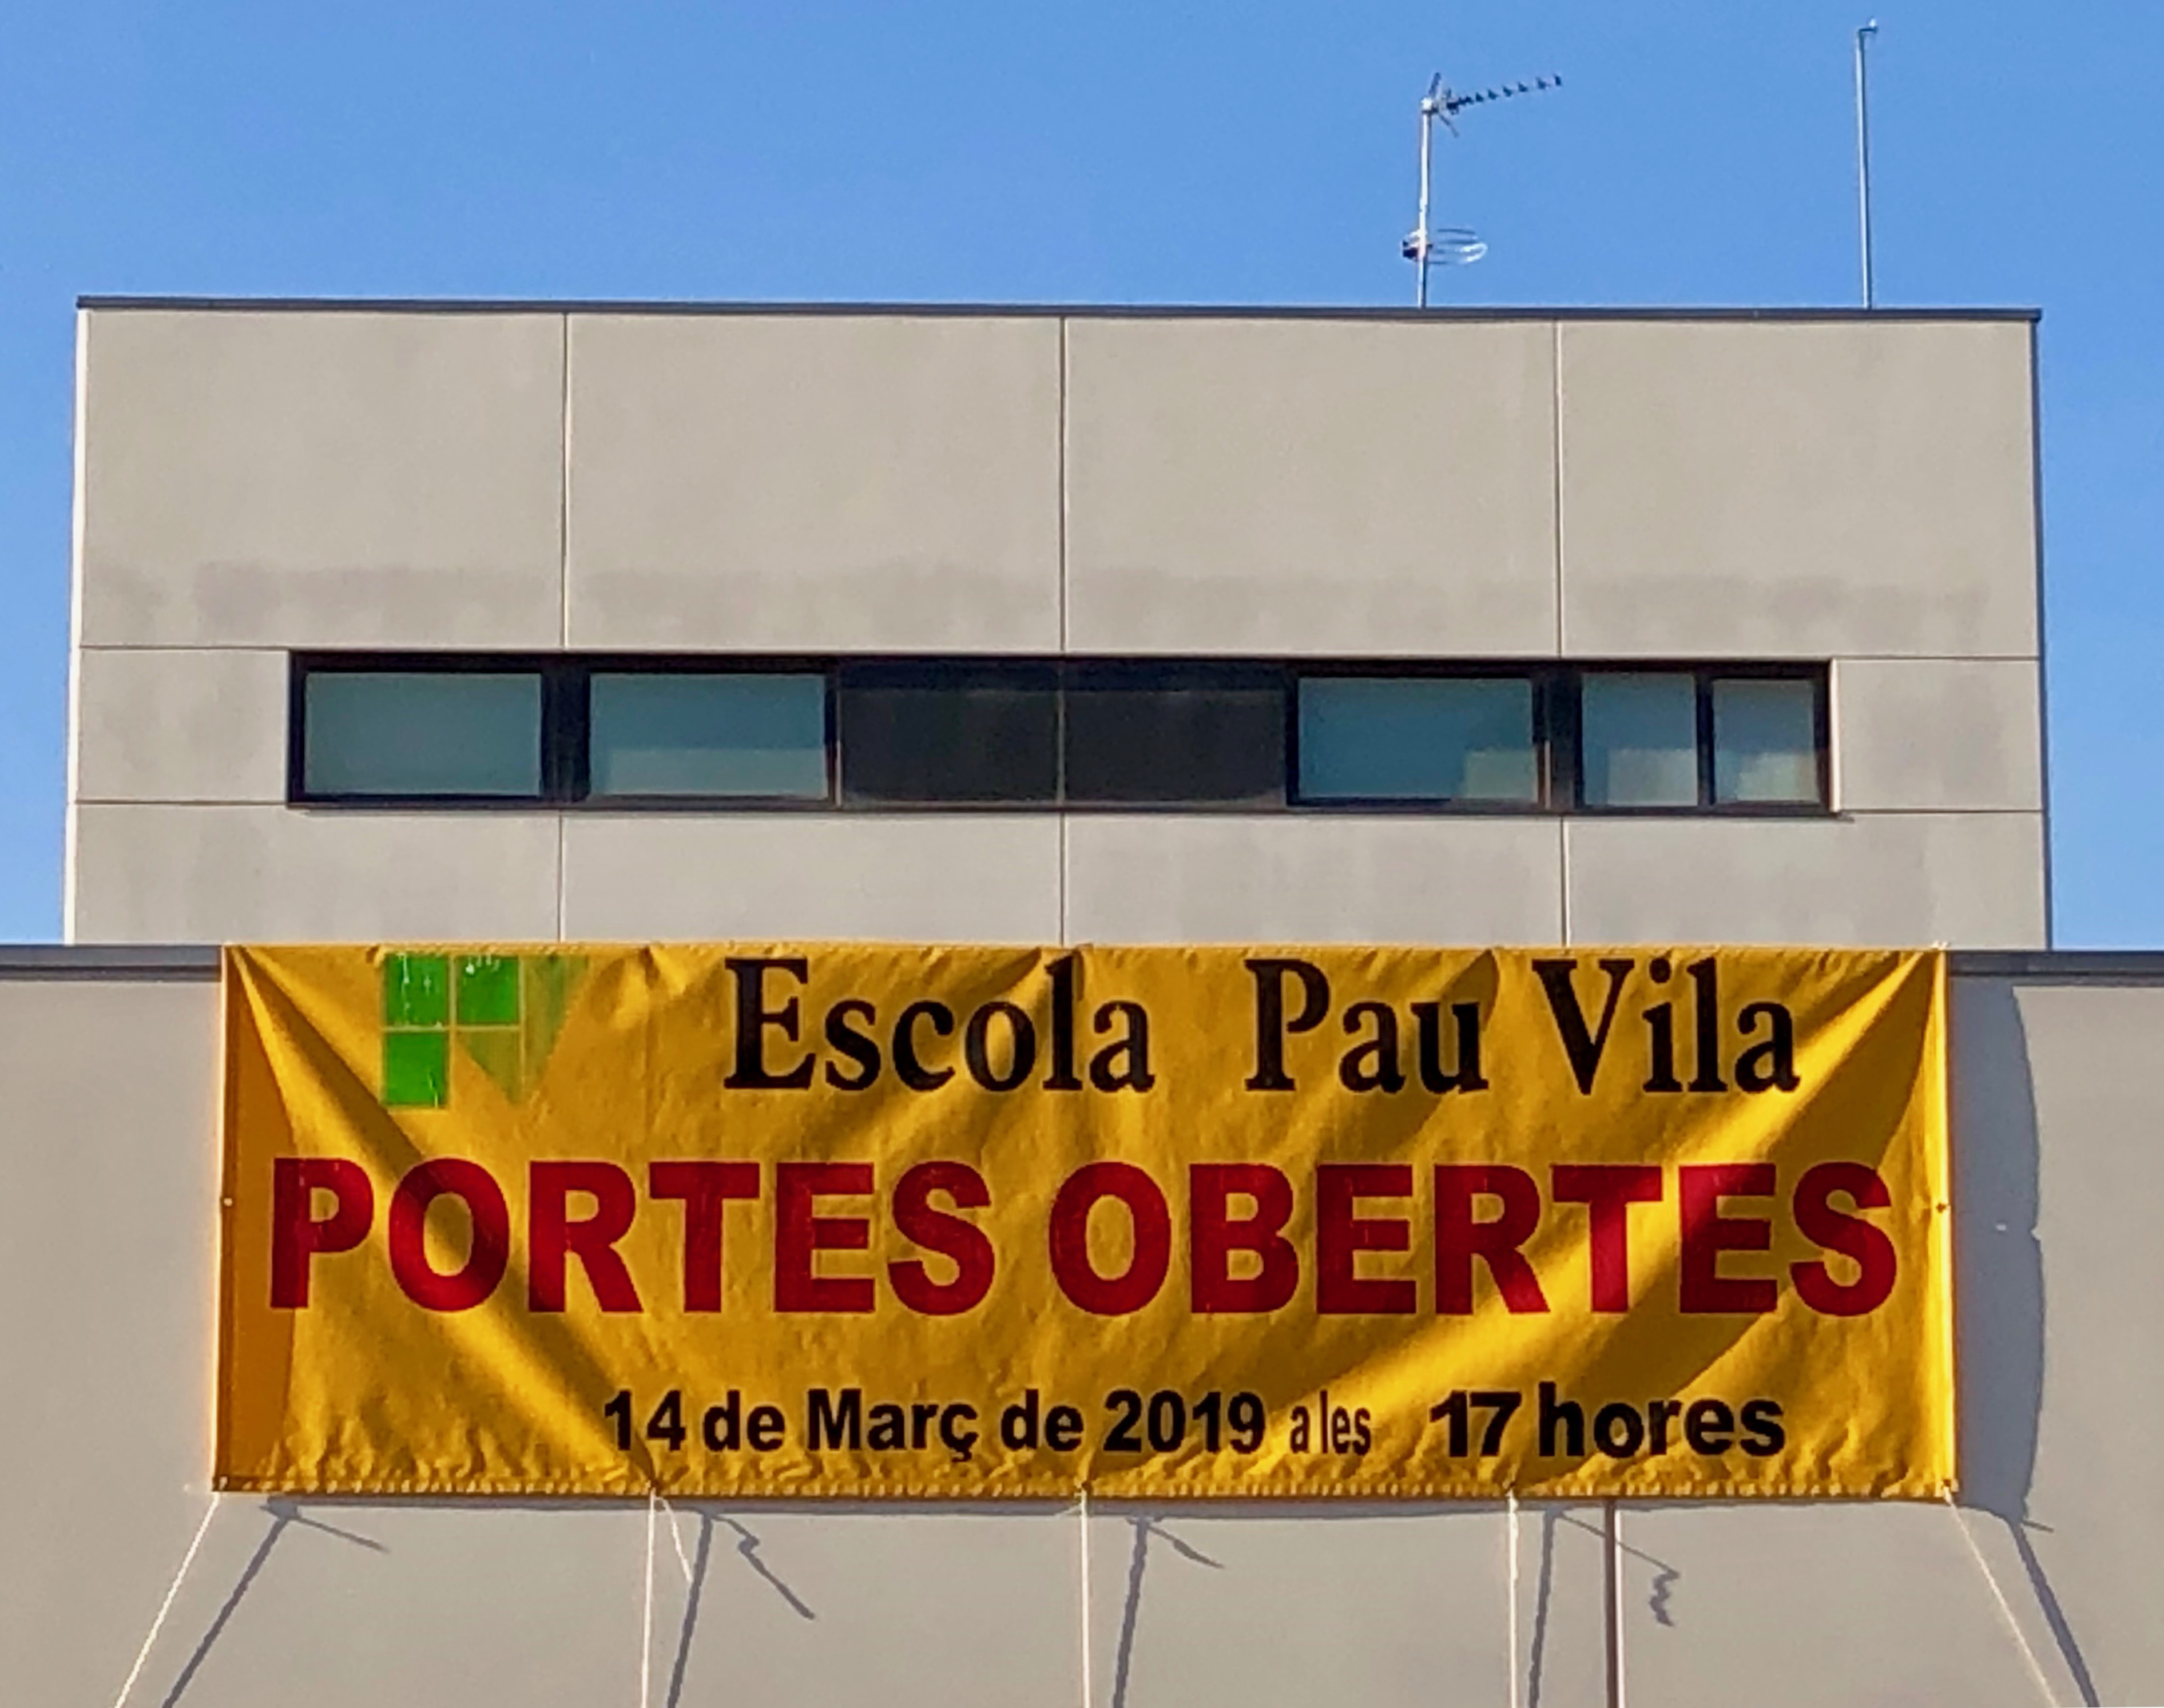 Escola Pau Vila
PORTES OBERTES
14 de Març de 2019 a les 17 hores